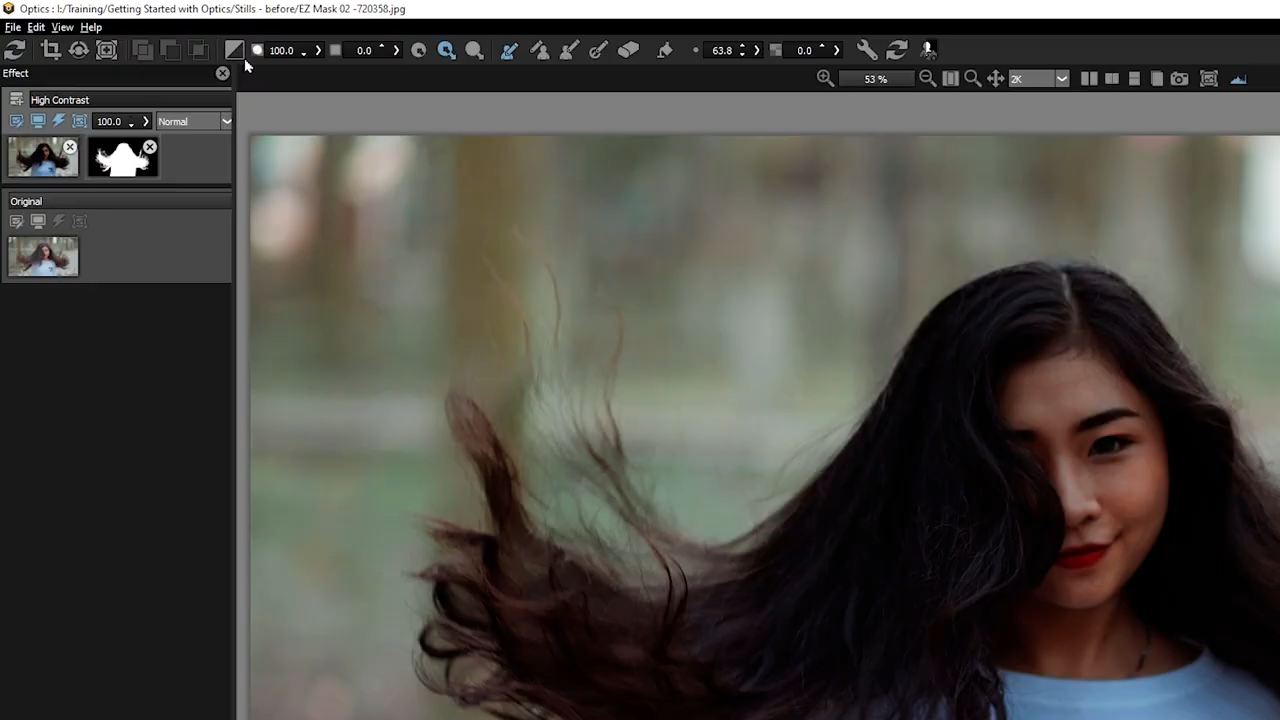 Optics : I:/Training/Getting Started with Optics/Stills - before/EZ Mask 02 -720358.jpg
File Edit View Help
100.0 0.0 63.8 0.0
Effect
53 % 2K
High Contrast
100.0 Normal
Original